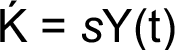 Ḱ = sY(t)